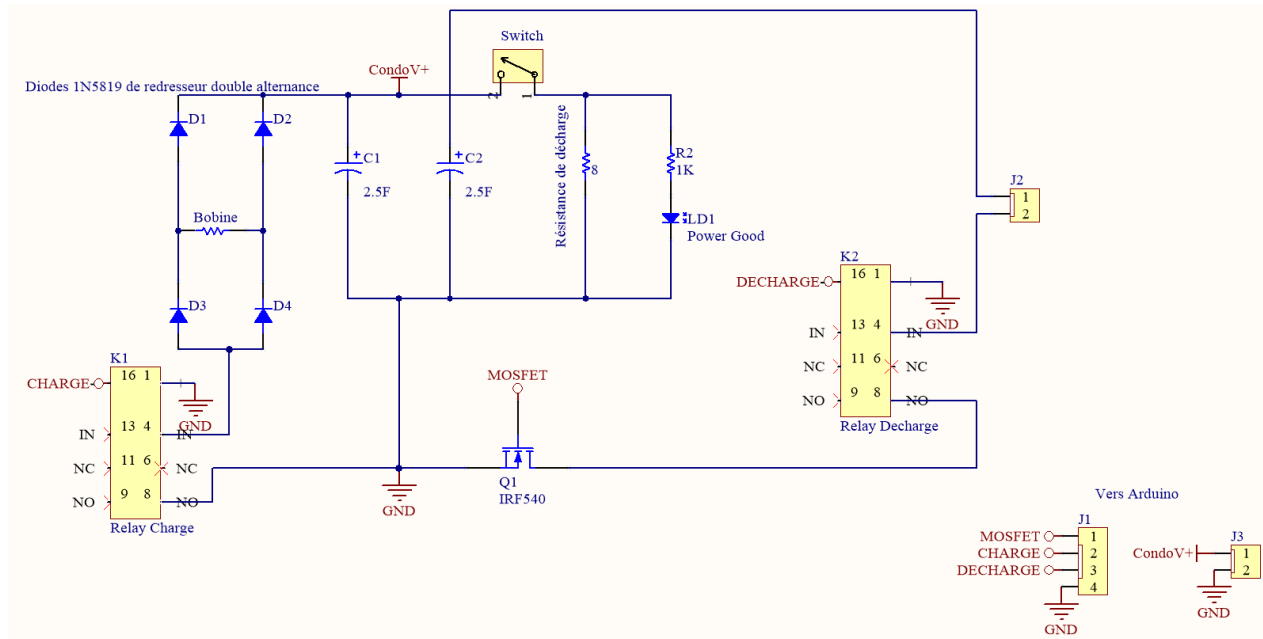 Switch
CondoV+
Diodes 1N5819 de redresseur double alternance
2 1
D1 D2
Résistance de décharge
C1
2.5F
C2
2.5F
8
R2
1K
LD1
Power Good
Bobine
D3 D4
J2
1
2
K2
DECHARGE 16 1
GND
IN 13 4 IN
NC 11 6 NC
NO 9 8 NO
Relay Decharge
K1
CHARGE 16 1
GND
IN 13 4 IN
NC 11 6 NC
NO 9 8 NO
Relay Charge
MOSFET
Q1
IRF540
GND
Vers Arduino
J1
MOSFET 1
CHARGE 2
DECHARGE 3
4
GND
J3
CondoV+ 1
2
GND